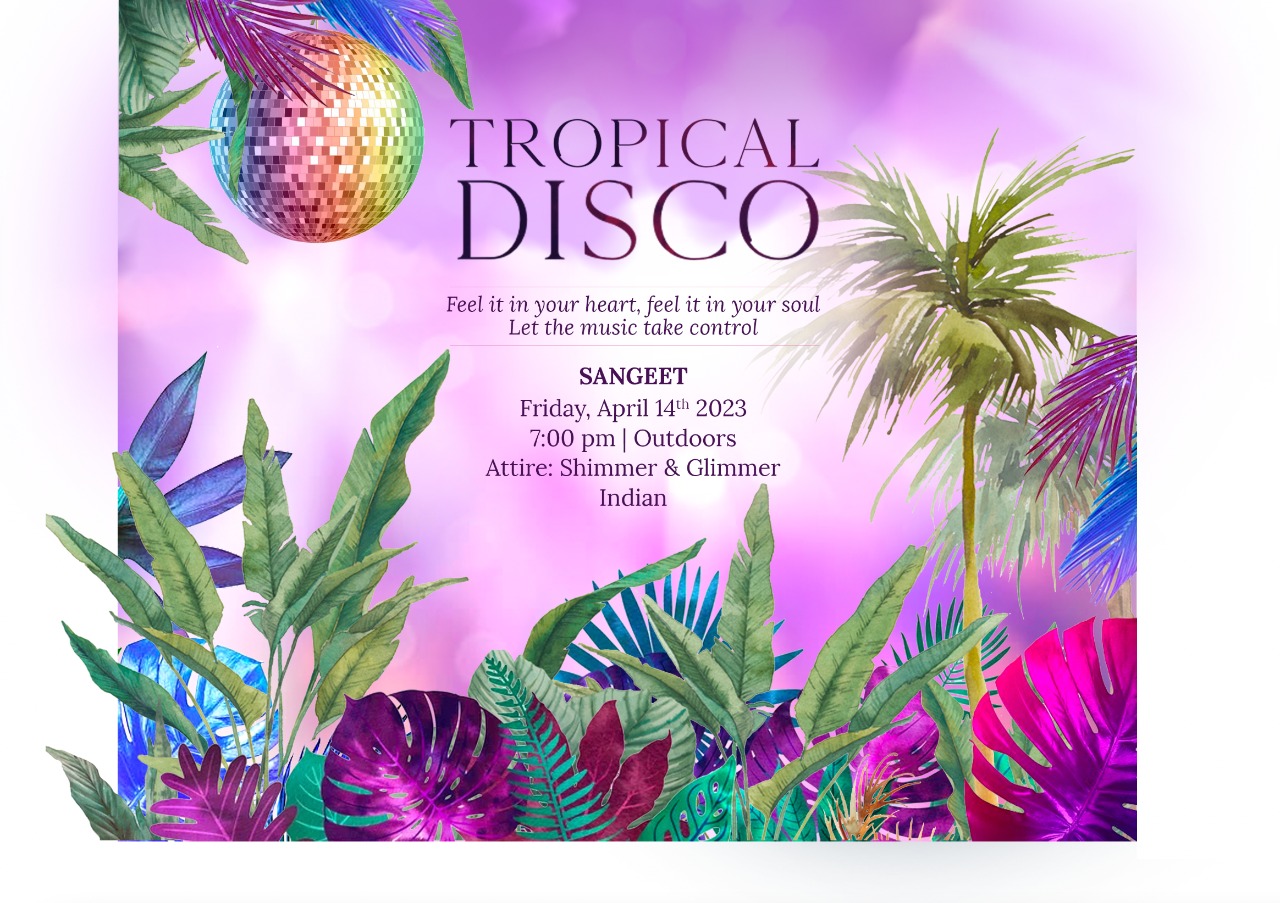 TROPICAL
DISCO
Feel it in your heart, feel it in your soul
Let the music take control
SANGEET
Friday, April 14th 2023
7:00 pm | Outdoors
Attire: Shimmer & Glimmer
Indian